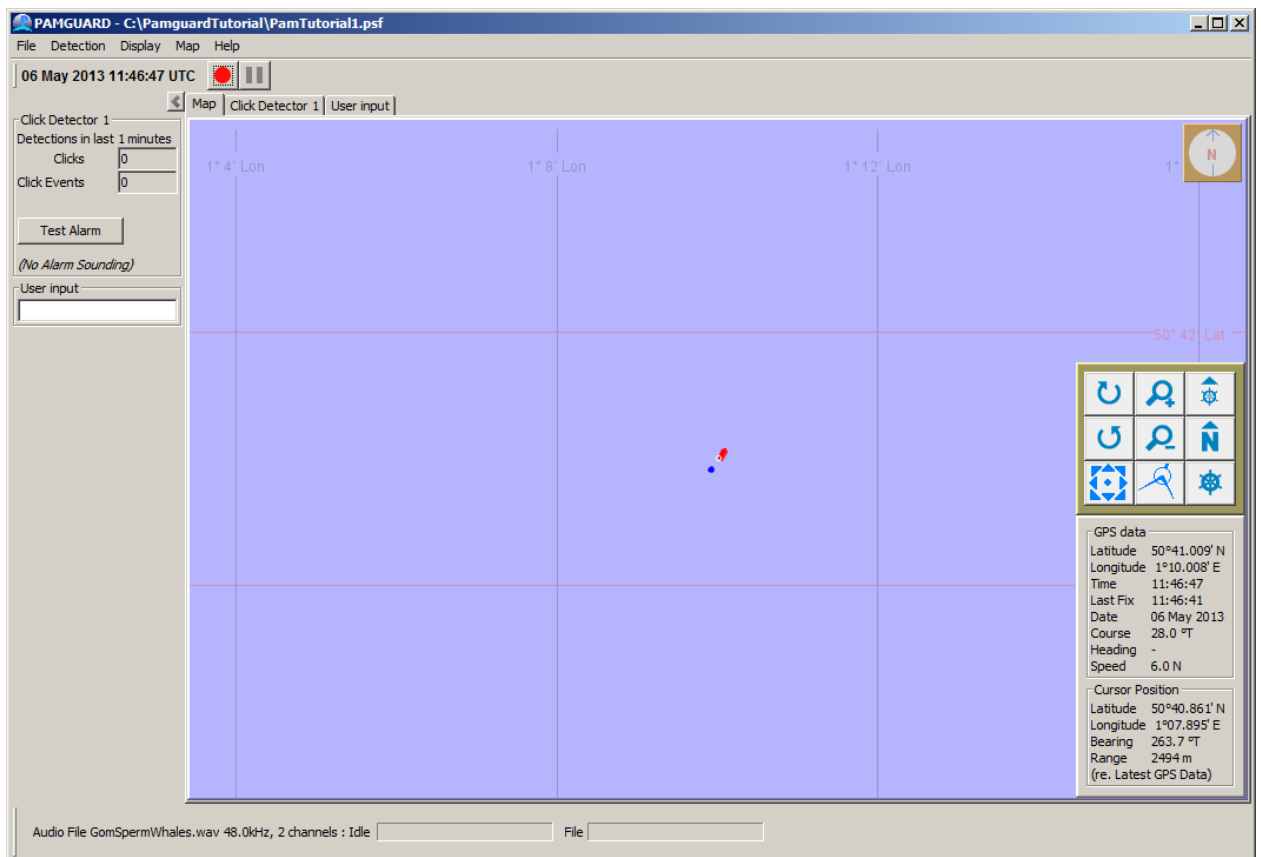 PAMGUARD - C:\PamguardTutorial\PamTutorial1.psf
File Detection Display Map Help
06 May 2013 11:46:47 UTC
Map Click Detector 1 User input
Click Detector 1
Detections in last 1 minutes
Clicks 0
Click Events 0
Test Alarm
(No Alarm Sounding)
User input
1° 4' Lon 1° 8' Lon 1° 12' Lon 1°
N
50° 42' Lat
N
GPS data
Latitude 50°41.009' N
Longitude 1°10.008' E
Time 11:46:47
Last Fix 11:46:41
Date 06 May 2013
Course 28.0 °T
Heading -
Speed 6.0 N
Cursor Position
Latitude 50°40.861' N
Longitude 1°07.895' E
Bearing 263.7 °T
Range 2494 m
(re. Latest GPS Data)
Audio File GomSpermWhales.wav 48.0kHz, 2 channels : Idle File